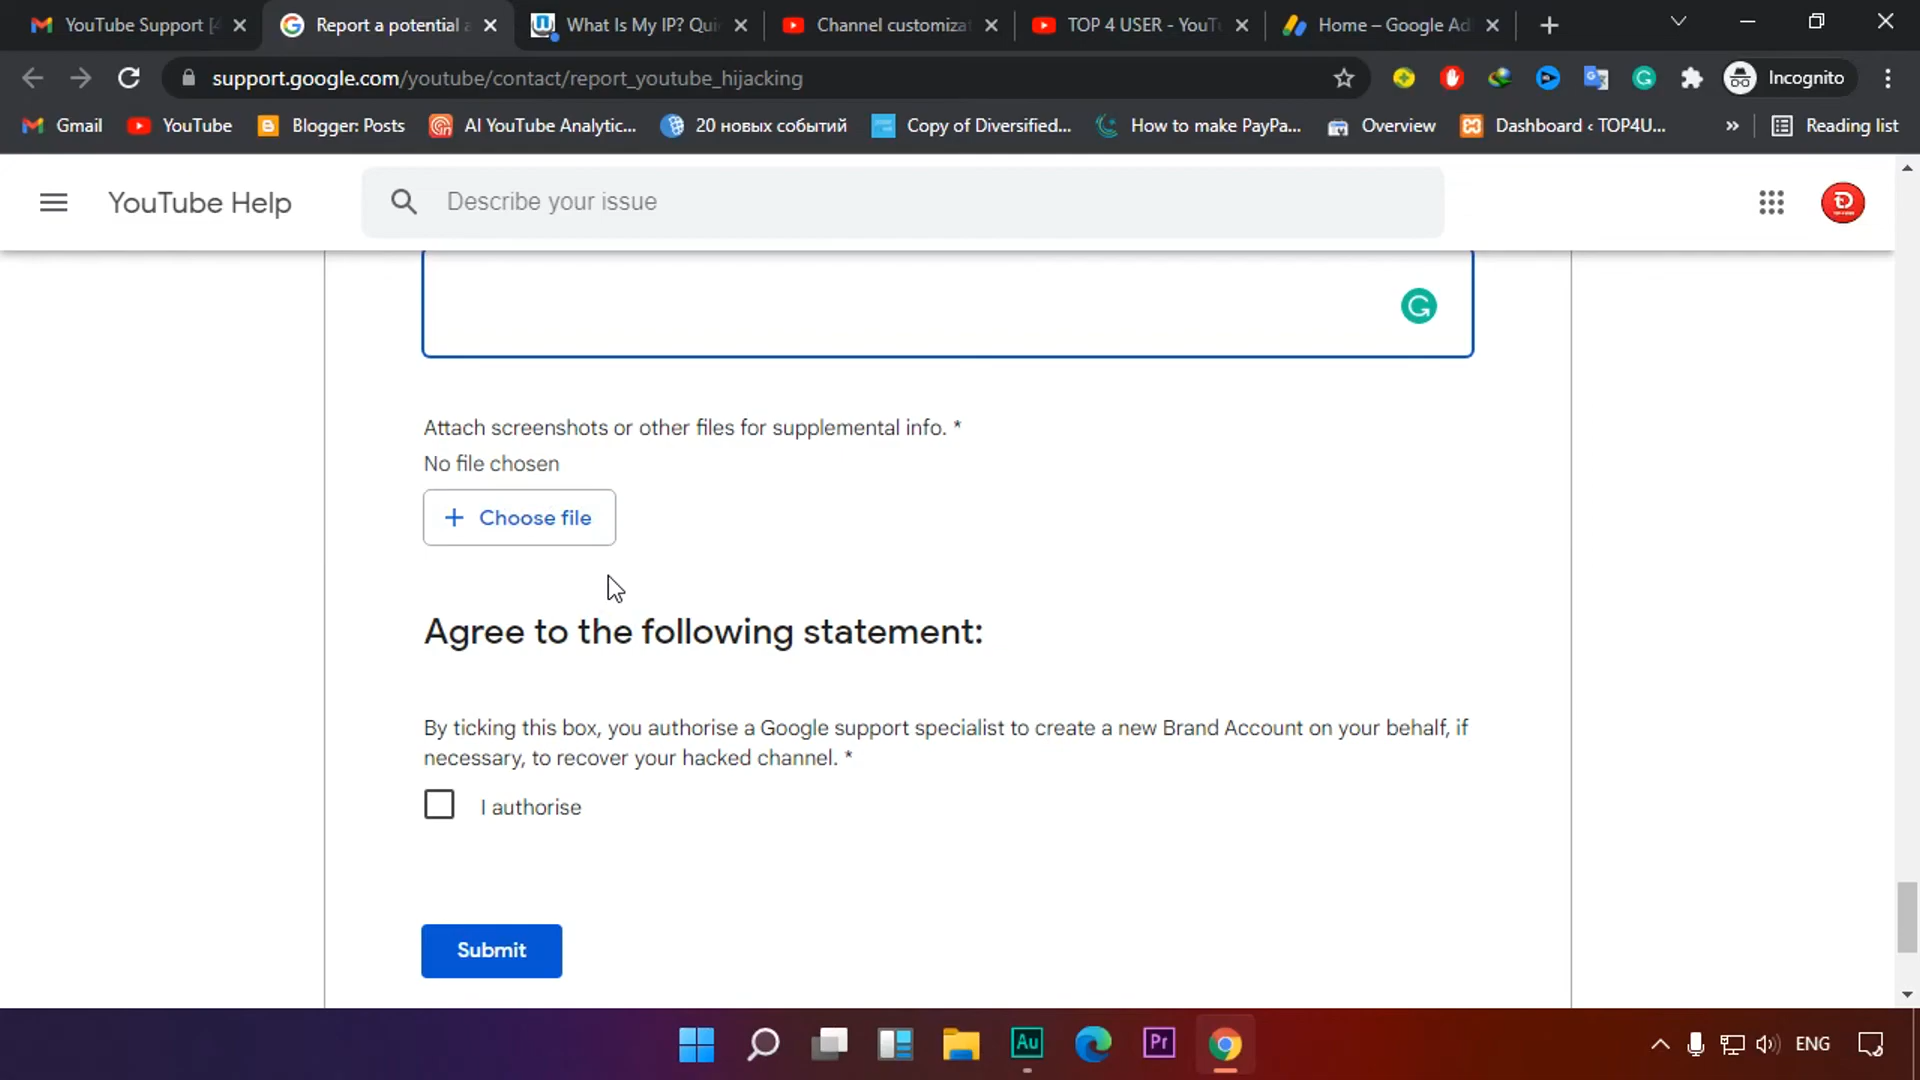 YouTube Support [4
Report a potential a
What Is My IP? Qui
Channel customizat
TOP 4 USER - YouTu
Home – Google Ad
support.google.com/youtube/contact/report_youtube_hijacking
Incognito
Gmail
YouTube
Blogger: Posts
AI YouTube Analytic...
20 новых событий
Copy of Diversified...
How to make PayPa...
Overview
Dashboard ‹ TOP4U...
»
Reading list
YouTube Help
Describe your issue
Attach screenshots or other files for supplemental info. *
No file chosen
+ Choose file
Agree to the following statement:
By ticking this box, you authorise a Google support specialist to create a new Brand Account on your behalf, if
necessary, to recover your hacked channel. *
I authorise
Submit
Au
Pr
ENG